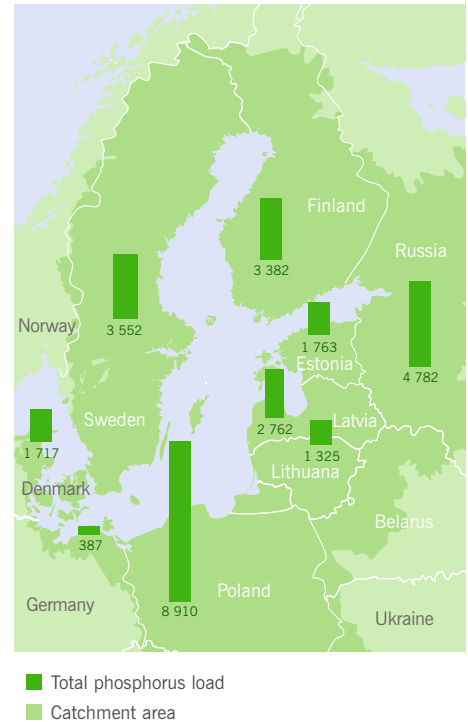 Finland
Russia
3 382
3 552
Norway
1 763
Estonia
4 782
Sweden
Latvia
2 762
1 717
1 325
Lithuana
Denmark
Belarus
387
Poland
Germany
8 910
Ukraine
Total phosphorus load
Catchment area